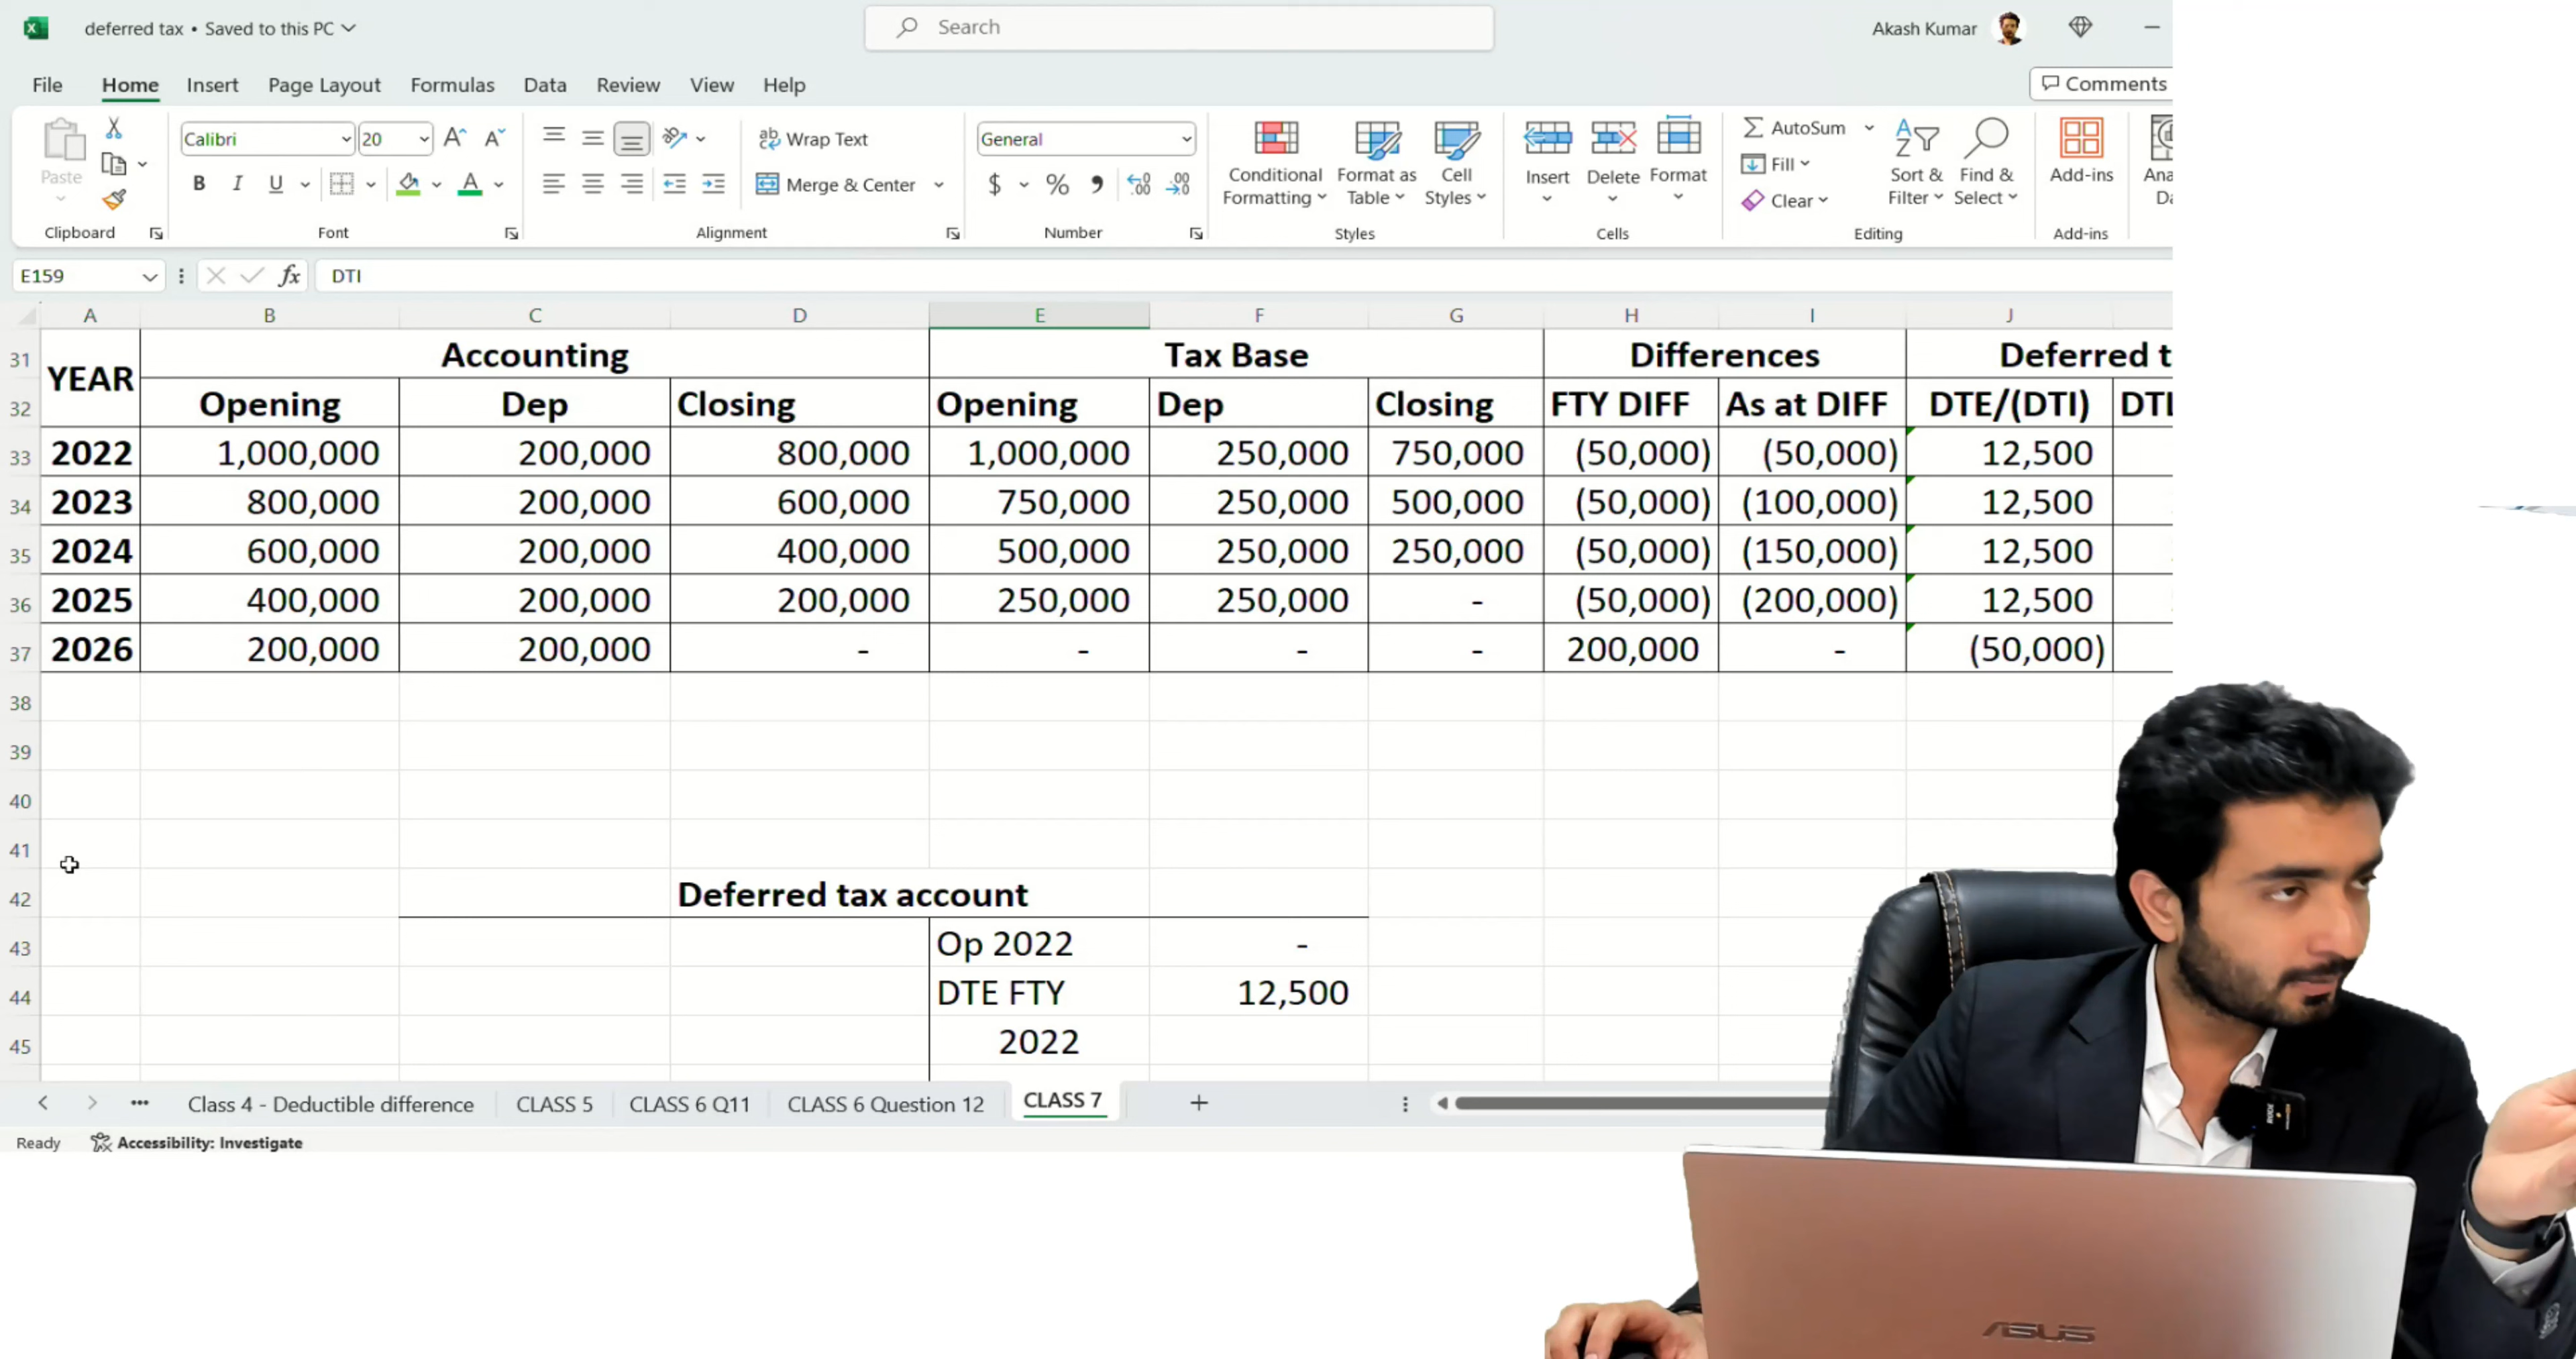 deferred tax • Saved to this PC
Search
Akash Kumar
File Home Insert Page Layout Formulas Data Review View Help
Comments
Paste
Clipboard
Calibri 20
B I U
Font
Wrap Text
Merge & Center
Alignment
General
$ % ,
Number
Conditional Formatting
Format as Table
Cell Styles
Styles
Insert Delete Format
Cells
AutoSum
Fill
Clear
Sort & Filter
Find & Select
Editing
Add-ins
Add-ins
E159 fx DTI
A B C D E F G H I J
31 YEAR Accounting Tax Base Differences Deferred t
32 Opening Dep Closing Opening Dep Closing FTY DIFF As at DIFF DTE/(DTI) DTL
33 2022 1,000,000 200,000 800,000 1,000,000 250,000 750,000 (50,000) (50,000) 12,500
34 2023 800,000 200,000 600,000 750,000 250,000 500,000 (50,000) (100,000) 12,500
35 2024 600,000 200,000 400,000 500,000 250,000 250,000 (50,000) (150,000) 12,500
36 2025 400,000 200,000 200,000 250,000 250,000 - (50,000) (200,000) 12,500
37 2026 200,000 200,000 - - - - 200,000 - (50,000)
38
39
40
41
42 Deferred tax account
43 Op 2022 -
44 DTE FTY 12,500
45 2022
Class 4 - Deductible difference CLASS 5 CLASS 6 Q11 CLASS 6 Question 12 CLASS 7
Ready Accessibility: Investigate
ASUS